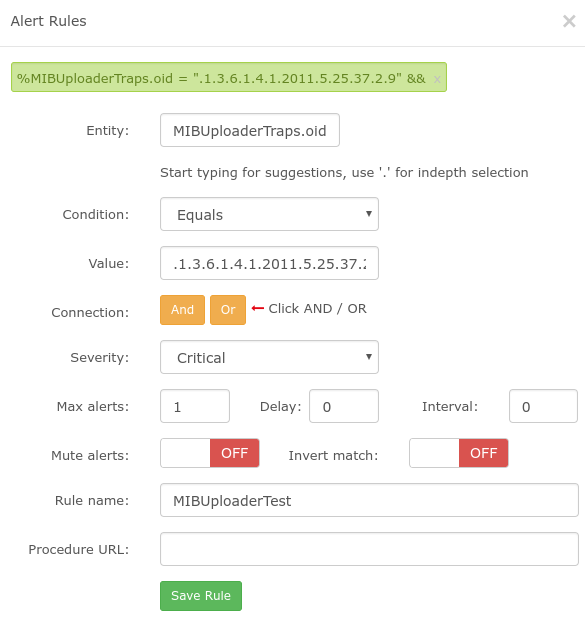 Alert Rules ×
%MIBUploaderTraps.oid = ".1.3.6.1.4.1.2011.5.25.37.2.9" && x
Entity: MIBUploaderTraps.oid
Start typing for suggestions, use '.' for indepth selection
Condition: Equals
Value: .1.3.6.1.4.1.2011.5.25.37.
Connection: And Or ← Click AND / OR
Severity: Critical
Max alerts: 1 Delay: 0 Interval: 0
Mute alerts: OFF Invert match: OFF
Rule name: MIBUploaderTest
Procedure URL:
Save Rule